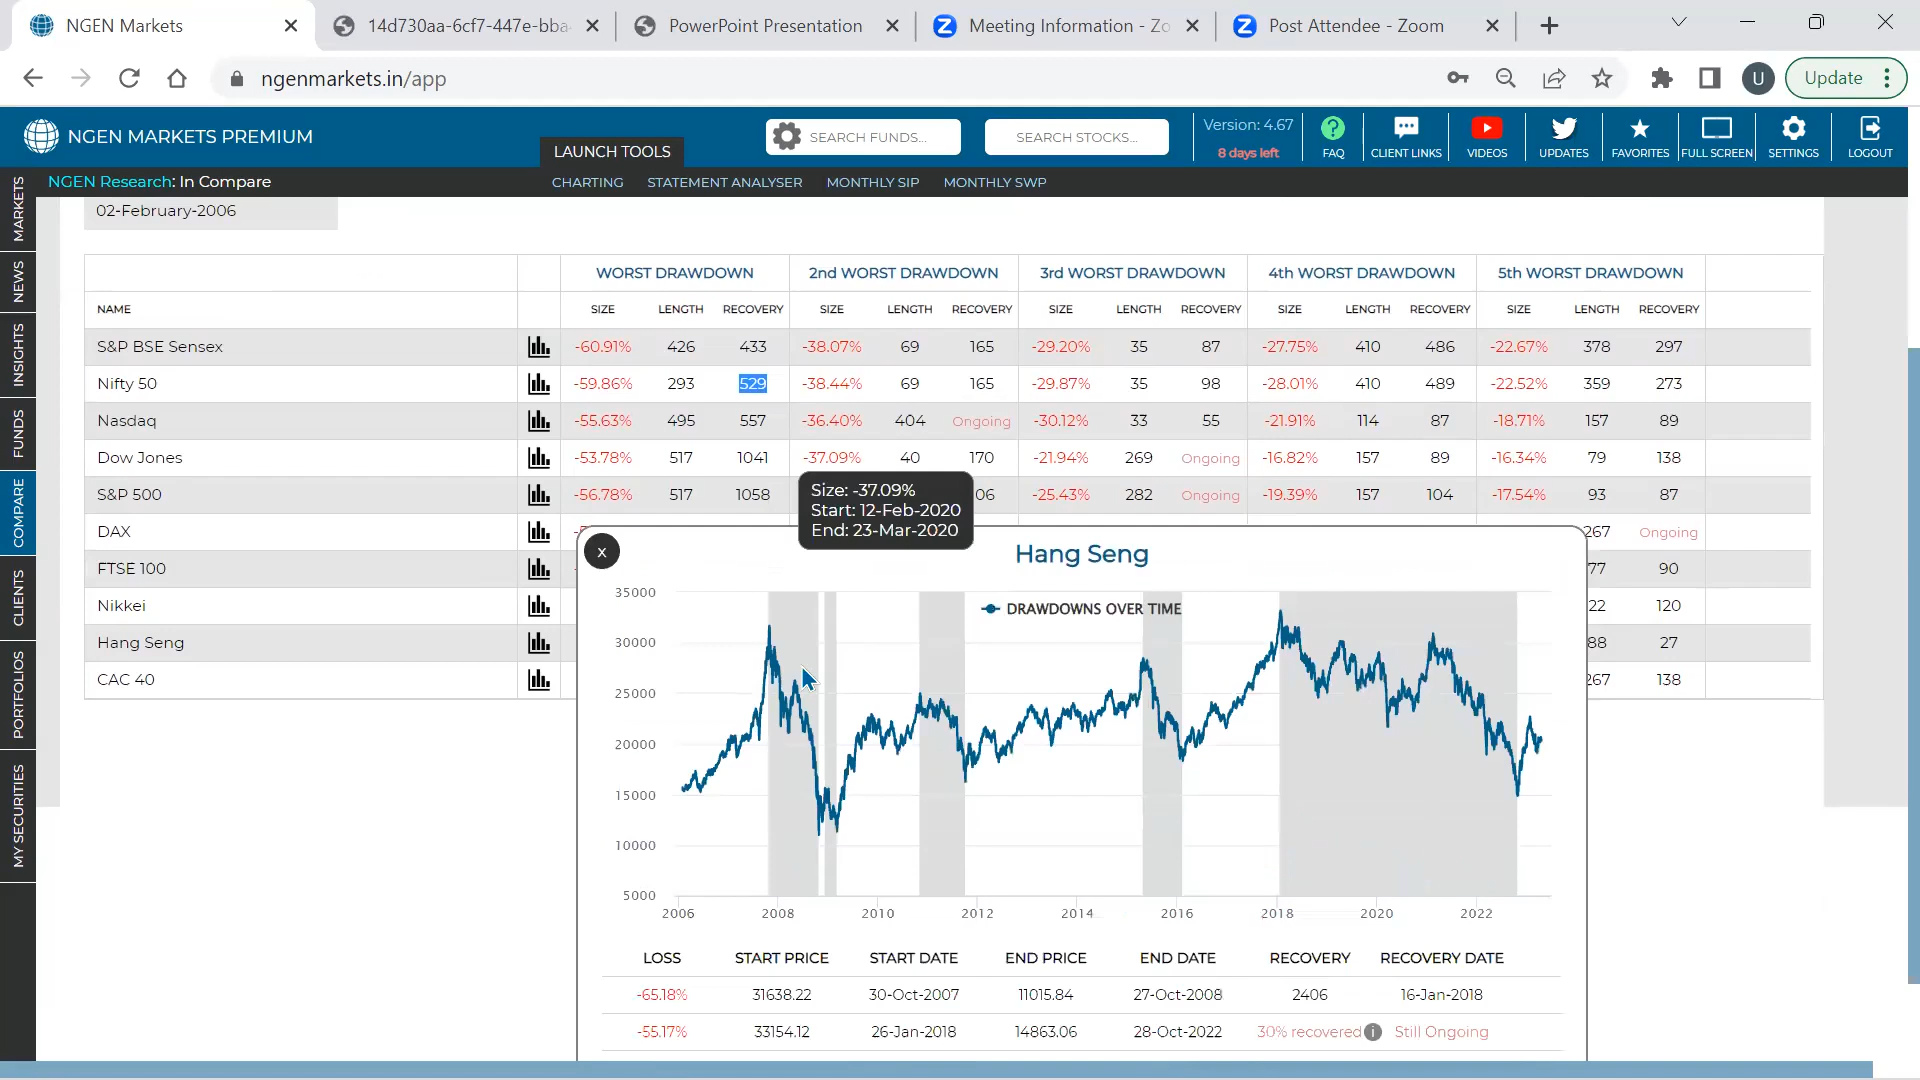 NGEN Markets
14d730aa-6cf7-447e-bba
PowerPoint Presentation
Meeting Information - Zo
Post Attendee - Zoom
ngenmarkets.in/app
U
Update
NGEN MARKETS PREMIUM
LAUNCH TOOLS
SEARCH FUNDS...
SEARCH STOCKS...
Version: 4.67
8 days left
FAQ
CLIENT LINKS
VIDEOS
UPDATES
FAVORITES
FULL SCREEN
SETTINGS
LOGOUT
NGEN Research: In Compare
CHARTING STATEMENT ANALYSER MONTHLY SIP MONTHLY SWP
MARKETS
NEWS
INSIGHTS
FUNDS
COMPARE
CLIENTS
PORTFOLIOS
MY SECURITIES
02-February-2006
WORST DRAWDOWN 2nd WORST DRAWDOWN 3rd WORST DRAWDOWN 4th WORST DRAWDOWN 5th WORST DRAWDOWN
NAME SIZE LENGTH RECOVERY SIZE LENGTH RECOVERY SIZE LENGTH RECOVERY SIZE LENGTH RECOVERY SIZE LENGTH RECOVERY
S&P BSE Sensex -60.91% 426 433 -38.07% 69 165 -29.20% 35 87 -27.75% 410 486 -22.67% 378 297
Nifty 50 -59.86% 293 529 -38.44% 69 165 -29.87% 35 98 -28.01% 410 489 -22.52% 359 273
Nasdaq -55.63% 495 557 -36.40% 404 Ongoing -30.12% 33 55 -21.91% 114 87 -18.71% 157 89
Dow Jones -53.78% 517 1041 -37.09% 40 170 -21.94% 269 Ongoing -16.82% 157 89 -16.34% 79 138
S&P 500 -56.78% 517 1058 06 -25.43% 282 Ongoing -19.39% 157 104 -17.54% 93 87
DAX 267 Ongoing
FTSE 100 77 90
Nikkei 22 120
Hang Seng 88 27
CAC 40 267 138
Size: -37.09%
Start: 12-Feb-2020
End: 23-Mar-2020
x
Hang Seng
DRAWDOWNS OVER TIME
35000
30000
25000
20000
15000
10000
5000
2006 2008 2010 2012 2014 2016 2018 2020 2022
LOSS START PRICE START DATE END PRICE END DATE RECOVERY RECOVERY DATE
-65.18% 31638.22 30-Oct-2007 11015.84 27-Oct-2008 2406 16-Jan-2018
-55.17% 33154.12 26-Jan-2018 14863.06 28-Oct-2022 30% recovered i Still Ongoing